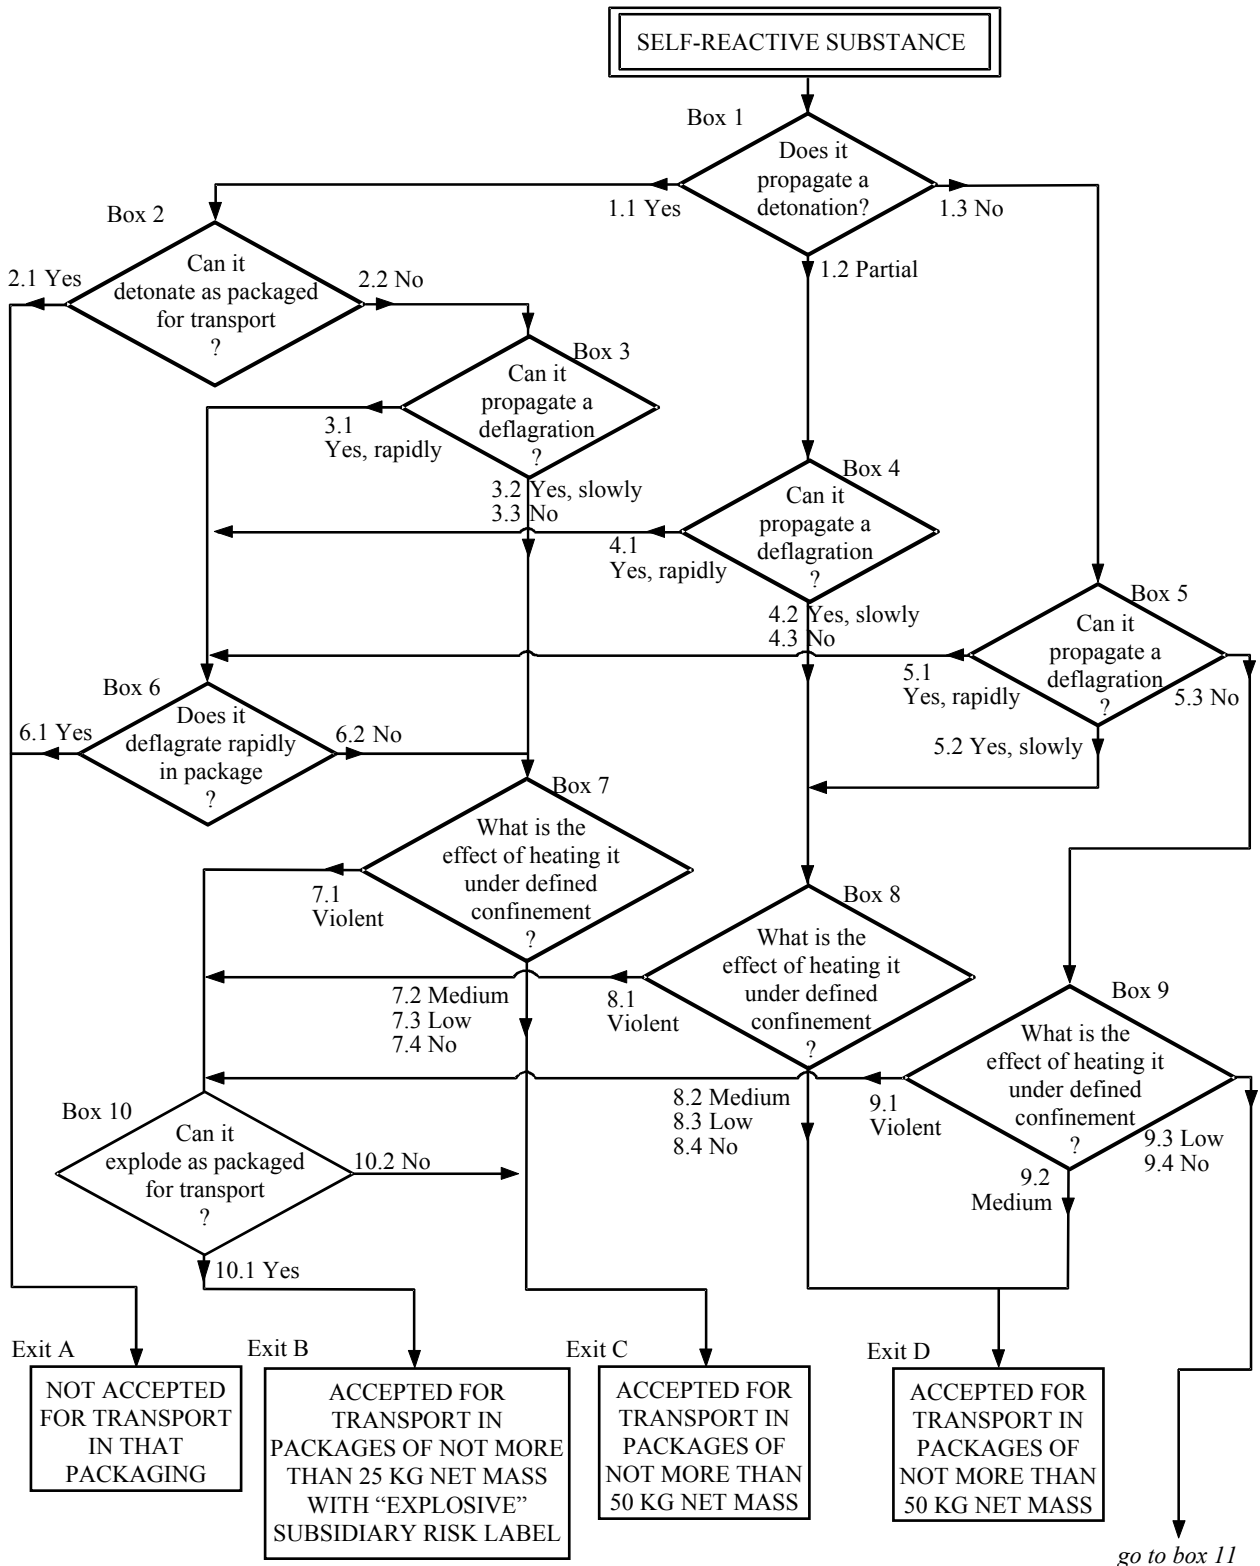 SELF-REACTIVE SUBSTANCE
Box 1
Does it
propagate a
detonation?
1.1 Yes
1.3 No
1.2 Partial
Box 2
Can it
detonate as packaged
for transport
?
2.1 Yes
2.2 No
Box 3
Can it
propagate a
deflagration
?
3.1
Yes, rapidly
3.2 Yes, slowly
3.3 No
Box 4
Can it
propagate a
deflagration
?
4.1
Yes, rapidly
4.2 Yes, slowly
4.3 No
Box 5
Can it
propagate a
deflagration
?
5.1
Yes, rapidly
5.3 No
5.2 Yes, slowly
Box 6
Does it
deflagrate rapidly
in package
?
6.1 Yes
6.2 No
Box 7
What is the
effect of heating it
under defined
confinement
?
7.1
Violent
7.2 Medium
7.3 Low
7.4 No
Box 8
What is the
effect of heating it
under defined
confinement
?
8.1
Violent
8.2 Medium
8.3 Low
8.4 No
Box 9
What is the
effect of heating it
under defined
confinement
?
9.1
Violent
9.2
Medium
9.3 Low
9.4 No
Box 10
Can it
explode as packaged
for transport
?
10.2 No
10.1 Yes
Exit A
NOT ACCEPTED
FOR TRANSPORT
IN THAT
PACKAGING
Exit B
ACCEPTED FOR
TRANSPORT IN
PACKAGES OF NOT MORE
THAN 25 KG NET MASS
WITH “EXPLOSIVE”
SUBSIDIARY RISK LABEL
Exit C
ACCEPTED FOR
TRANSPORT IN
PACKAGES OF
NOT MORE THAN
50 KG NET MASS
Exit D
ACCEPTED FOR
TRANSPORT IN
PACKAGES OF
NOT MORE THAN
50 KG NET MASS
go to box 11